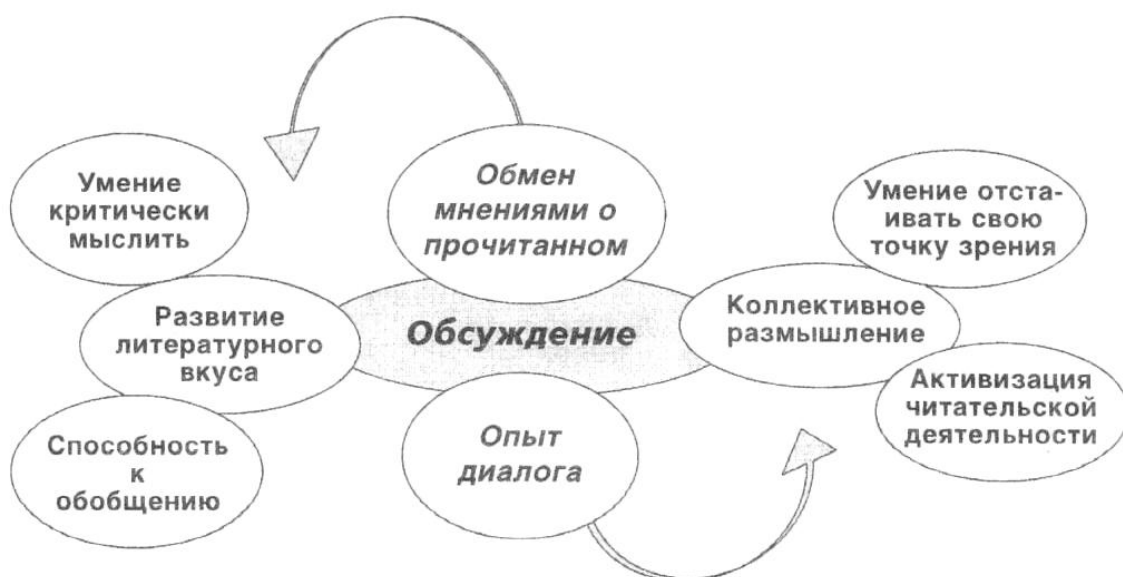 Умение
критически
мыслить
Развитие
литературного
вкуса
Способность
к
обобщению
Обмен
мнениями о
прочитанном
Обсуждение
Опыт
диалога
Умение отста-
ивать свою
точку зрения
Коллективное
размышление
Активизация
читательской
деятельности